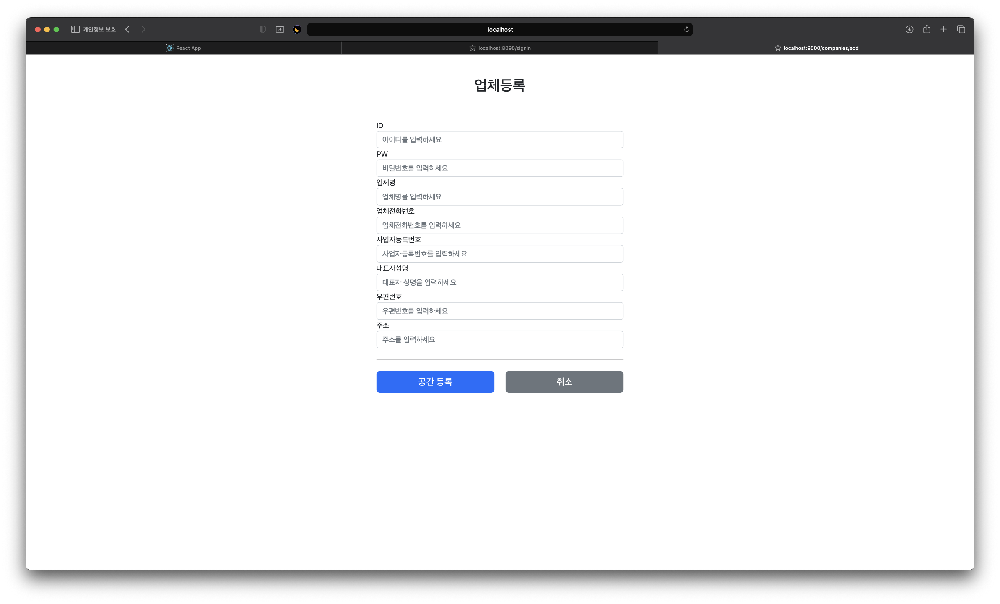 개인정보 보호
localhost
React App
localhost:8090/signin
localhost:9000/companies/add
업체등록
ID
아이디를 입력하세요
PW
비밀번호를 입력하세요
업체명
업체명을 입력하세요
업체전화번호
업체전화번호를 입력하세요
사업자등록번호
사업자등록번호를 입력하세요
대표자성명
대표자 성명을 입력하세요
우편번호
우편번호를 입력하세요
주소
주소를 입력하세요
공간 등록
취소